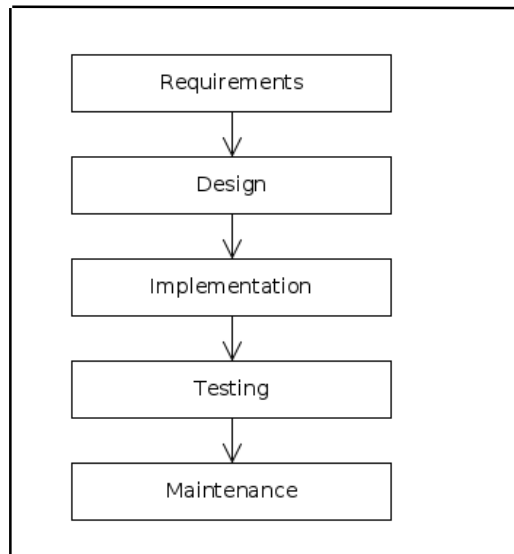 Requirements
Design
Implementation
Testing
Maintenance